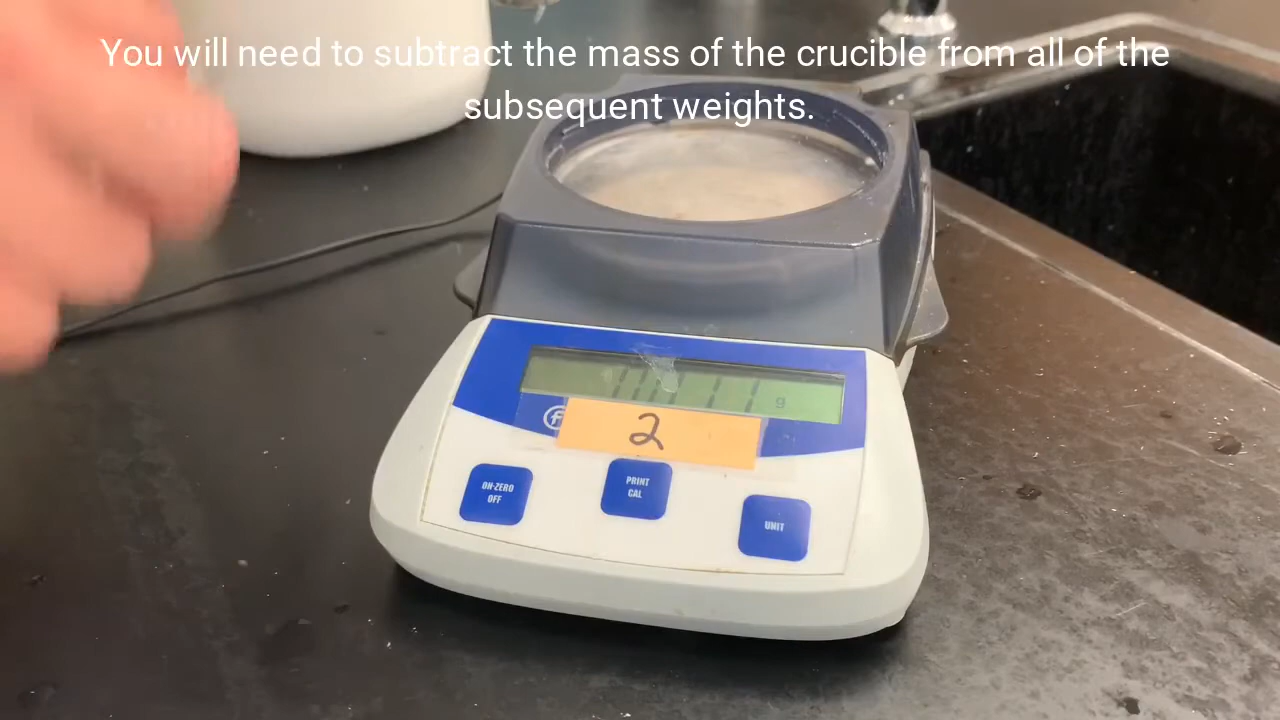 You will need to subtract the mass of the crucible from all of the
subsequent weights.
g
2
ON-ZERO
OFF
PRINT
CAL
UNIT